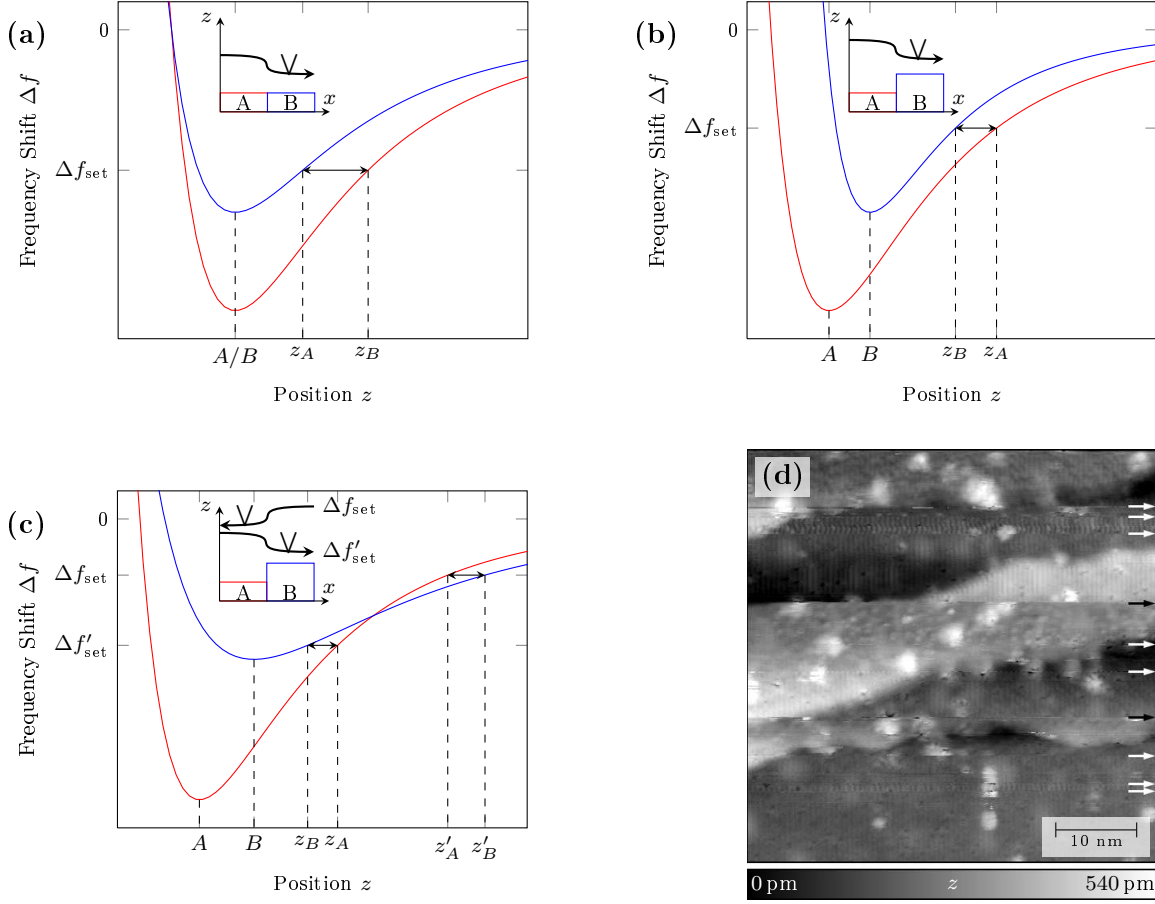 (a)
z
0
A
B
x
Δf_set
Frequency Shift Δf
A/B
z_A
z_B
Position z
(b)
z
0
A
B
x
Δf_set
Frequency Shift Δf
A
B
z_B
z_A
Position z
(c)
z
Δf_set
0
Δf′_set
A
B
x
Δf_set
Δf′_set
Frequency Shift Δf
A
B
z_B
z_A
z′_A
z′_B
Position z
(d)
10 nm
0 pm z 540 pm